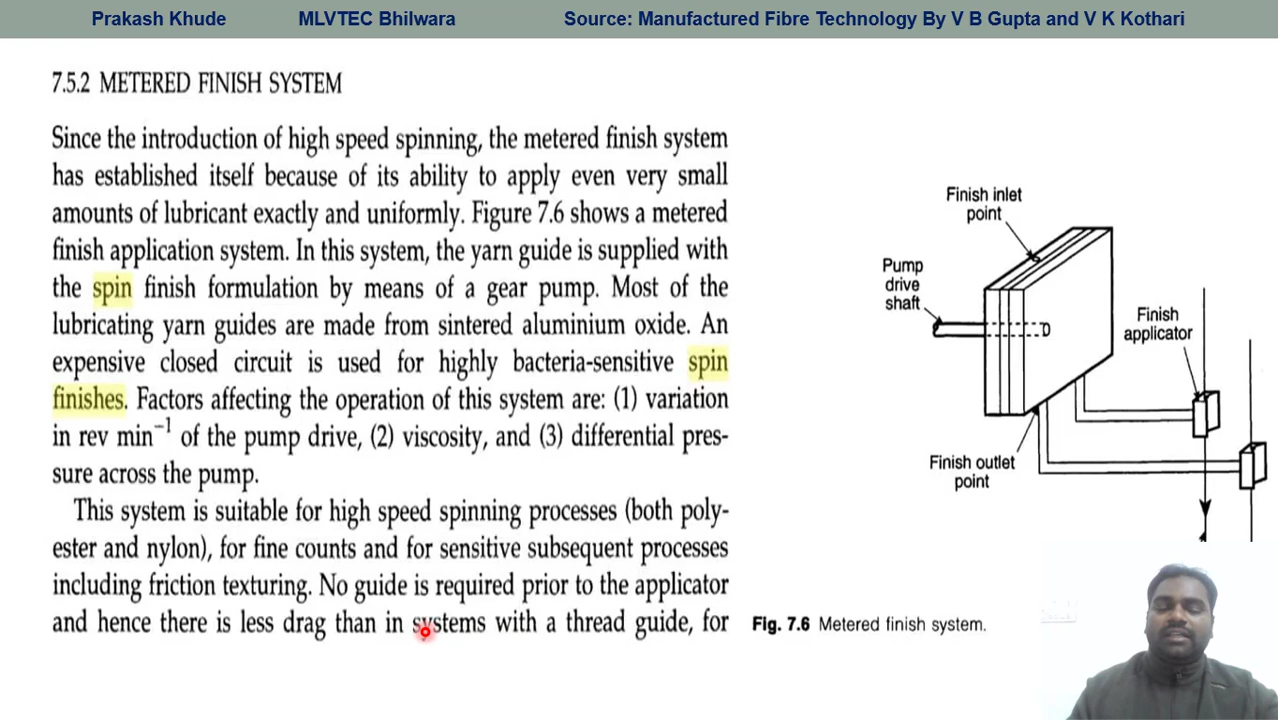 Prakash Khude MLVTEC Bhilwara Source: Manufactured Fibre Technology By V B Gupta and V K Kothari
7.5.2 METERED FINISH SYSTEM
Since the introduction of high speed spinning, the metered finish system
has established itself because of its ability to apply even very small
amounts of lubricant exactly and uniformly. Figure 7.6 shows a metered
finish application system. In this system, the yarn guide is supplied with
the spin finish formulation by means of a gear pump. Most of the
lubricating yarn guides are made from sintered aluminium oxide. An
expensive closed circuit is used for highly bacteria-sensitive spin
finishes. Factors affecting the operation of this system are: (1) variation
in rev min⁻¹ of the pump drive, (2) viscosity, and (3) differential pres-
sure across the pump.
This system is suitable for high speed spinning processes (both poly-
ester and nylon), for fine counts and for sensitive subsequent processes
including friction texturing. No guide is required prior to the applicator
and hence there is less drag than in systems with a thread guide, for
Finish inlet
point
Pump
drive
shaft
Finish
applicator
Finish outlet
point
Fig. 7.6 Metered finish system.